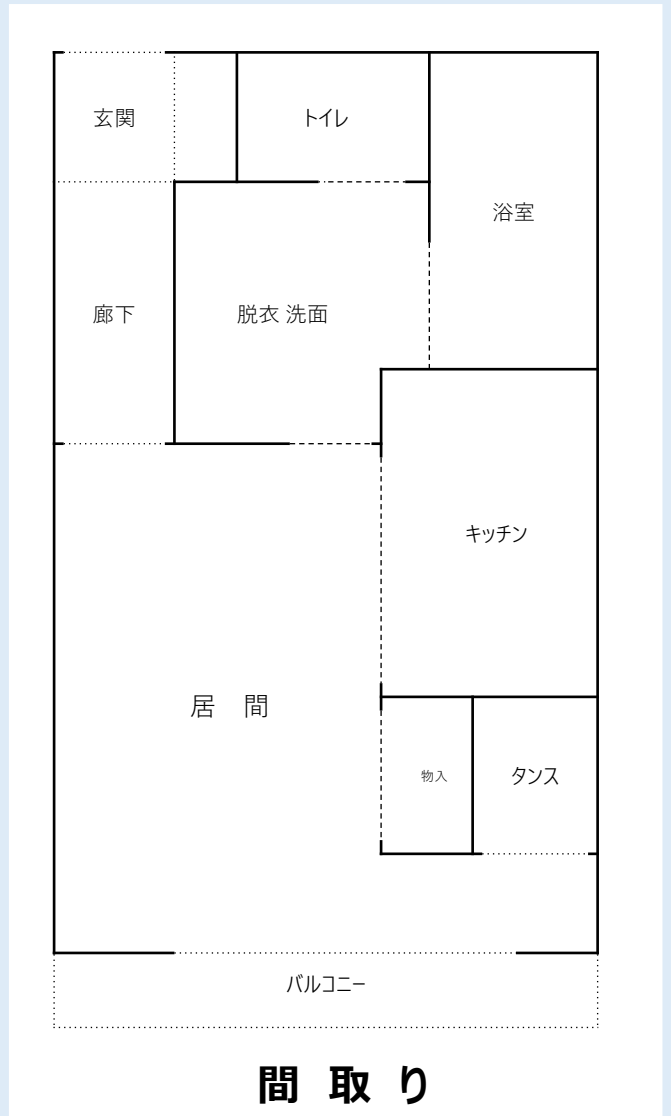 玄関
トイレ
浴室
廊下
脱衣 洗面
キッチン
居　間
物入
タンス
バルコニー
間 取 り